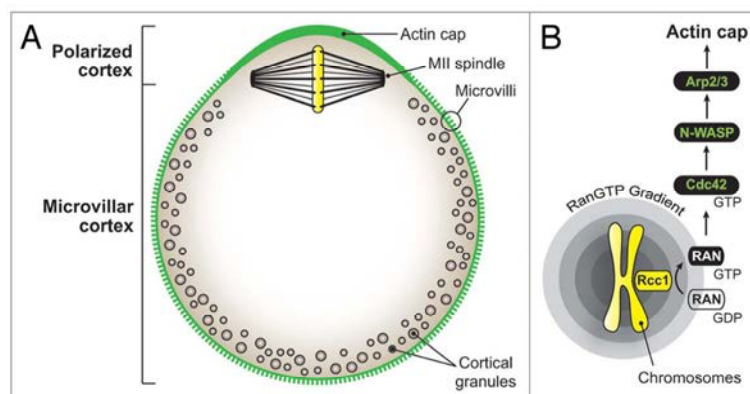 A
Polarized
cortex
Actin cap
MII spindle
Microvilli
Microvillar
cortex
Cortical
granules
B
Actin cap
Arp2/3
N-WASP
Cdc42
GTP
RanGTP Gradient
RAN
GTP
Rcc1
RAN
GDP
Chromosomes